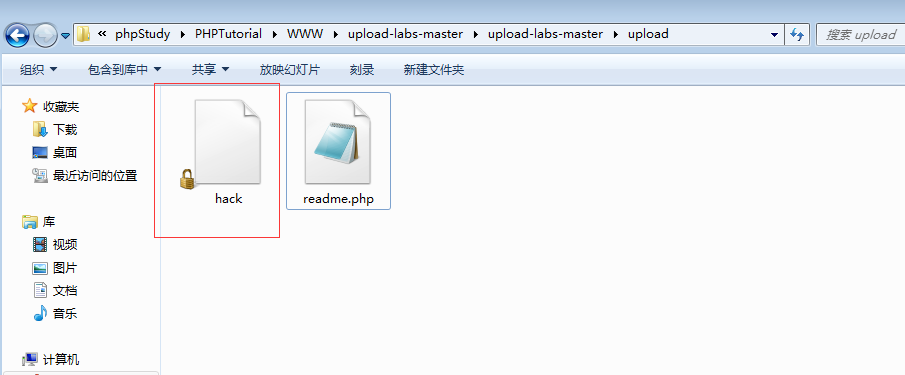 « phpStudy ▸ PHPTutorial ▸ WWW ▸ upload-labs-master ▸ upload-labs-master ▸ upload
搜索 upload
组织 包含到库中 共享 放映幻灯片 刻录 新建文件夹
收藏夹
下载
桌面
最近访问的位置
库
视频
图片
文档
音乐
计算机
hack
readme.php